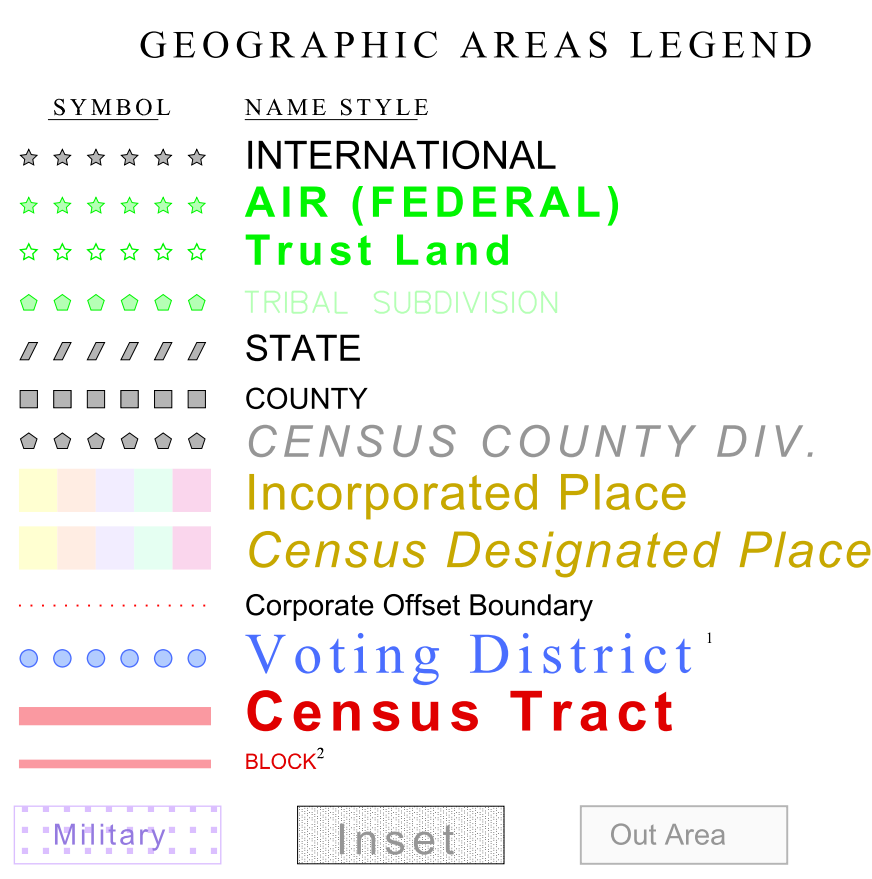 GEOGRAPHIC AREAS LEGEND
SYMBOL NAME STYLE
INTERNATIONAL
AIR (FEDERAL)
Trust Land
TRIBAL SUBDIVISION
STATE
COUNTY
CENSUS COUNTY DIV.
Incorporated Place
Census Designated Place
Corporate Offset Boundary
Voting District 1
Census Tract
BLOCK2
Military Inset Out Area